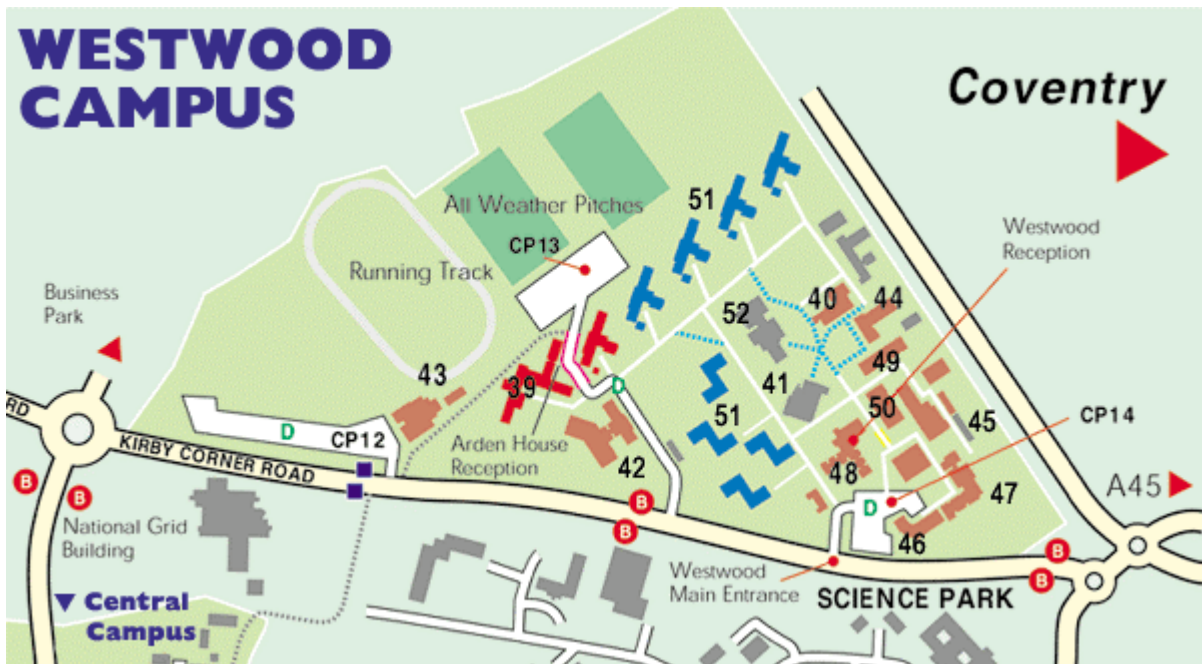 WESTWOOD
CAMPUS
Coventry
51
All Weather Pitches
CP13
Westwood
Reception
Running Track
Business
Park
52
40
44
43
39
49
41
51
50
45
CP14
RD
KIRBY CORNER ROAD
D
CP12
D
Arden House
Reception
42
48
47
A45
B
B
National Grid
Building
B
B
D
46
B
B
Westwood
Main Entrance
SCIENCE PARK
Central
Campus